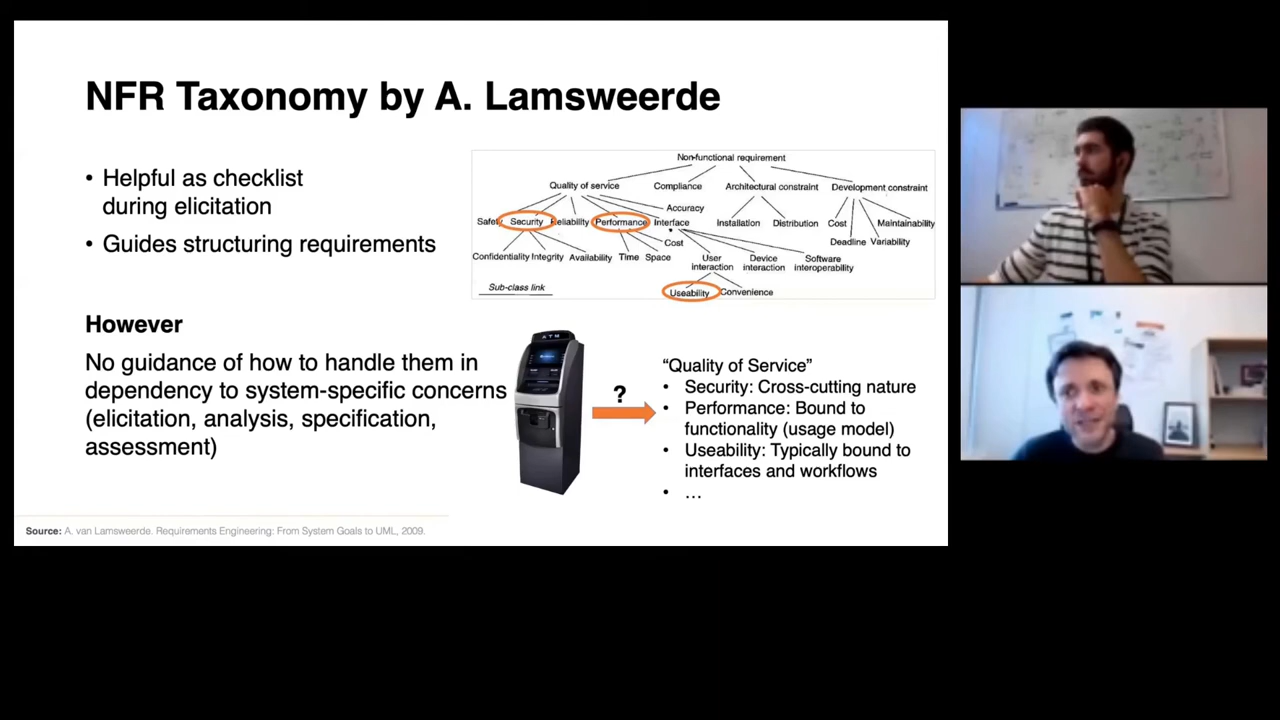 NFR Taxonomy by A. Lamsweerde
• Helpful as checklist
during elicitation
• Guides structuring requirements
Non-functional requirement
Quality of service Compliance Architectural constraint Development constraint
Accuracy
Safety Security Reliability Performance Interface Installation Distribution Cost Maintainability
Cost Deadline Variability
Confidentiality Integrity Availability Time Space User interaction Device interaction Software interoperability
Sub-class link
Useability Convenience
However
No guidance of how to handle them in
dependency to system-specific concerns
(elicitation, analysis, specification,
assessment)
ATM
?
“Quality of Service”
• Security: Cross-cutting nature
• Performance: Bound to
functionality (usage model)
• Useability: Typically bound to
interfaces and workflows
• …
Source: A. van Lamsweerde. Requirements Engineering: From System Goals to UML, 2009.